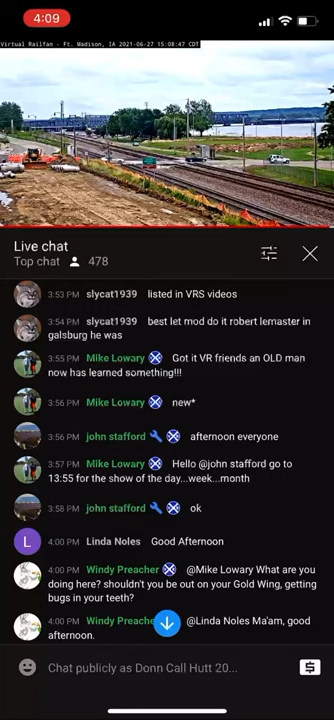 4:09
Virtual Railfan - Ft. Madison, IA 2021-06-27 15:08:47 CDT
Live chat
Top chat 478
3:53 PM slycat1939 listed in VRS videos
3:54 PM slycat1939 best let mod do it robert lemaster in
galsburg he was
3:55 PM Mike Lowary Got it VR friends an OLD man
now has learned something!!!
3:56 PM Mike Lowary new*
3:56 PM john stafford afternoon everyone
3:57 PM Mike Lowary Hello @john stafford go to
13:55 for the show of the day...week...month
3:58 PM john stafford ok
L
4:00 PM Linda Noles Good Afternoon
4:00 PM Windy Preacher @Mike Lowary What are you
doing here? shouldn't you be out on your Gold Wing, getting
bugs in your teeth?
4:00 PM Windy Preache @Linda Noles Ma'am, good
afternoon.
Chat publicly as Donn Call Hutt 20...